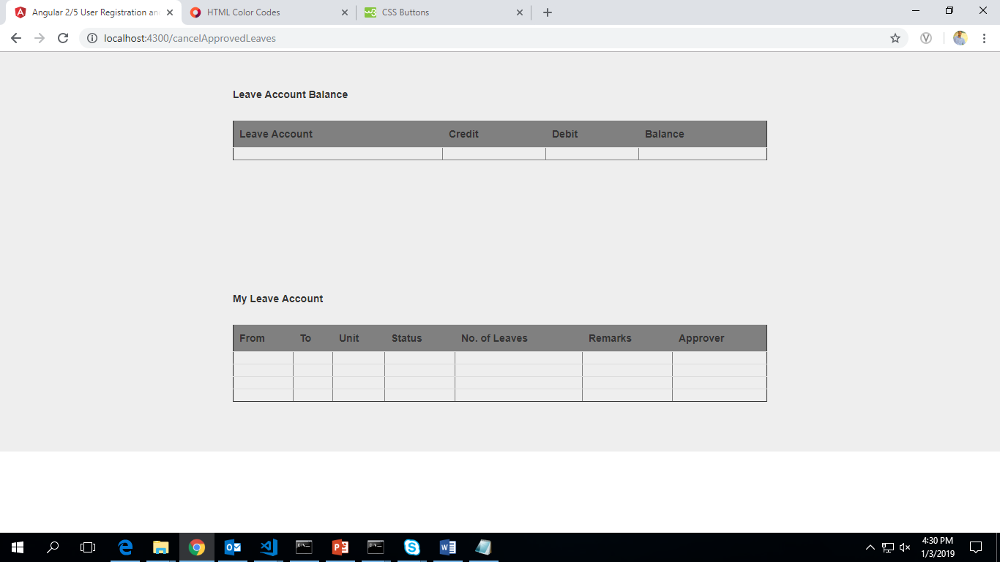 Angular 2/5 User Registration an
HTML Color Codes
CSS Buttons
localhost:4300/cancelApprovedLeaves
Leave Account Balance
Leave Account Credit Debit Balance
My Leave Account
From To Unit Status No. of Leaves Remarks Approver
4:30 PM
1/3/2019